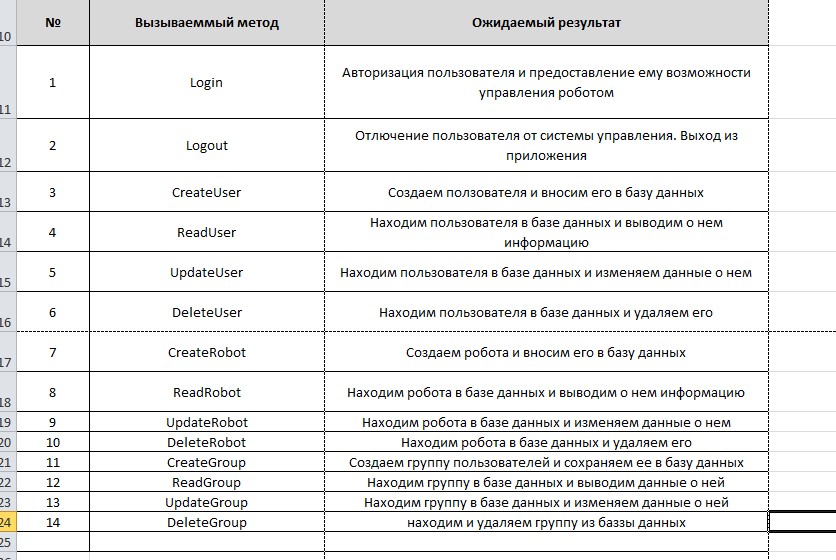 № Вызываеммый метод Ожидаемый результат
10
1 Login Авторизация пользователя и предоставление ему возможности
управления роботом
11
2 Logout Отлючение пользователя от системы управления. Выход из
приложения
12
3 CreateUser Создаем ползователя и вносим его в базу данных
13
4 ReadUser Находим пользователя в базе данных и выводим о нем
информацию
14
5 UpdateUser Находим пользователя в базе данных и изменяем данные о нем
15
6 DeleteUser Находим пользователя в базе данных и удаляем его
16
7 CreateRobot Создаем робота и вносим его в базу данных
17
8 ReadRobot Находим робота в базе данных и выводим о нем информацию
18
19 9 UpdateRobot Находим робота в базе данных и изменяем данные о нем
20 10 DeleteRobot Находим робота в базе данных и удаляем его
21 11 CreateGroup Создаем группу пользователей и сохраняем ее в базу данных
22 12 ReadGroup Находим группу в базе данных и выводим данные о ней
23 13 UpdateGroup Находим группу в базе данных и изменяем данные о ней
24 14 DeleteGroup находим и удаляем группу из баззы данных
25